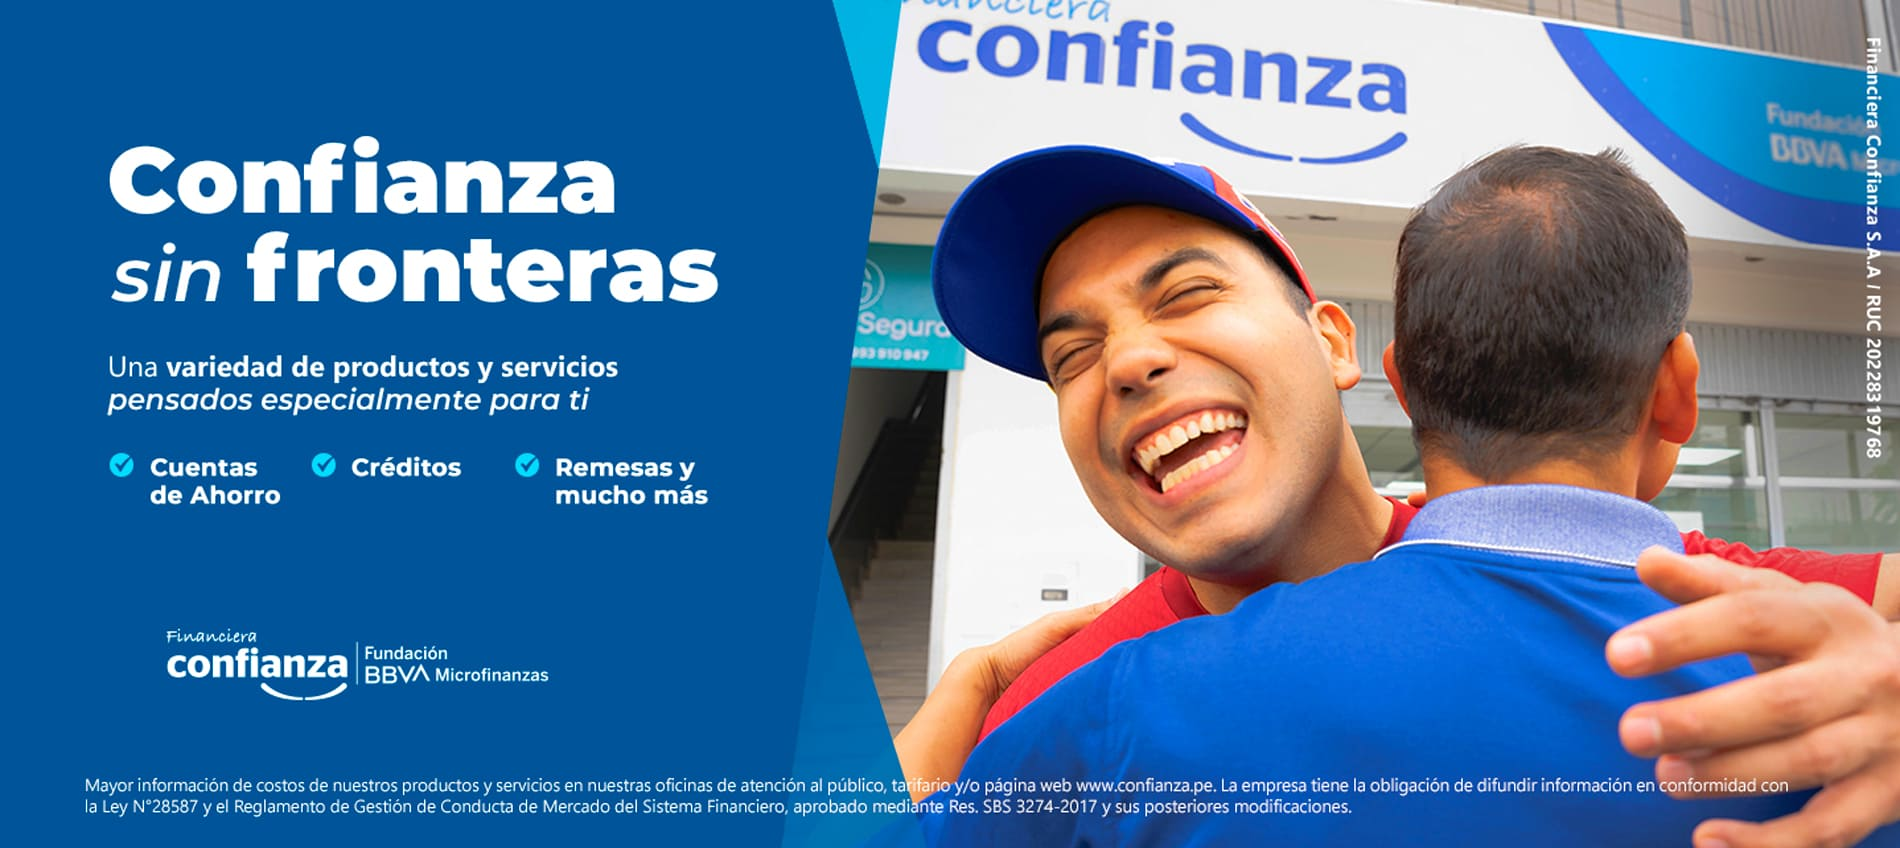 Confianza
sin fronteras
Una variedad de productos y servicios
pensados especialmente para ti
Cuentas
de Ahorro
Créditos
Remesas y
mucho más
Financiera
confianza
Fundación
BBVA Microfinanzas
Mayor información de costos de nuestros productos y servicios en nuestras oficinas de atención al público, tarifario y/o página web www.confianza.pe. La empresa tiene la obligación de difundir información en conformidad con
la Ley N°28587 y el Reglamento de Gestión de Conducta de Mercado del Sistema Financiero, aprobado mediante Res. SBS 3274-2017 y sus posteriores modificaciones.
confianza
Fundación
BBVA
Segura
993 910 947
Financiera Confianza S.A.A / RUC 20228319768